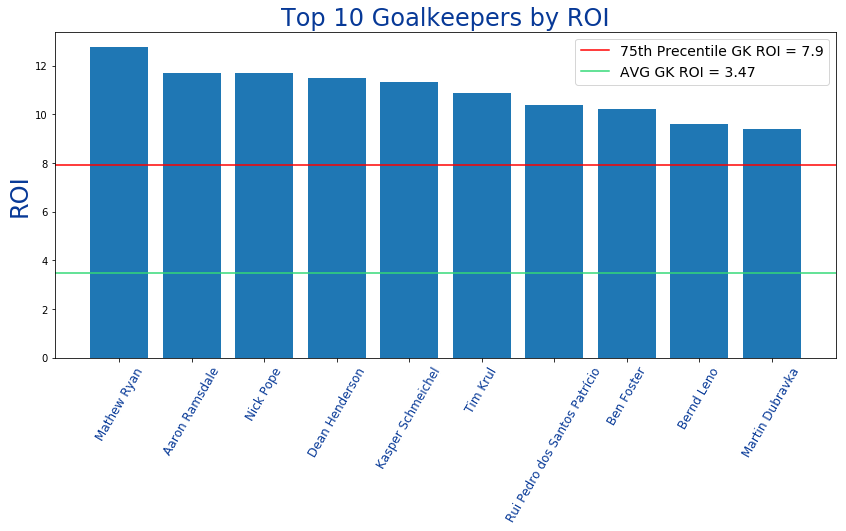 Top 10 Goalkeepers by ROI
75th Precentile GK ROI = 7.9
AVG GK ROI = 3.47
ROI
12
10
8
6
4
2
0
Mathew Ryan
Aaron Ramsdale
Nick Pope
Dean Henderson
Kasper Schmeichel
Tim Krul
Rui Pedro dos Santos Patrício
Ben Foster
Bernd Leno
Martin Dubravka